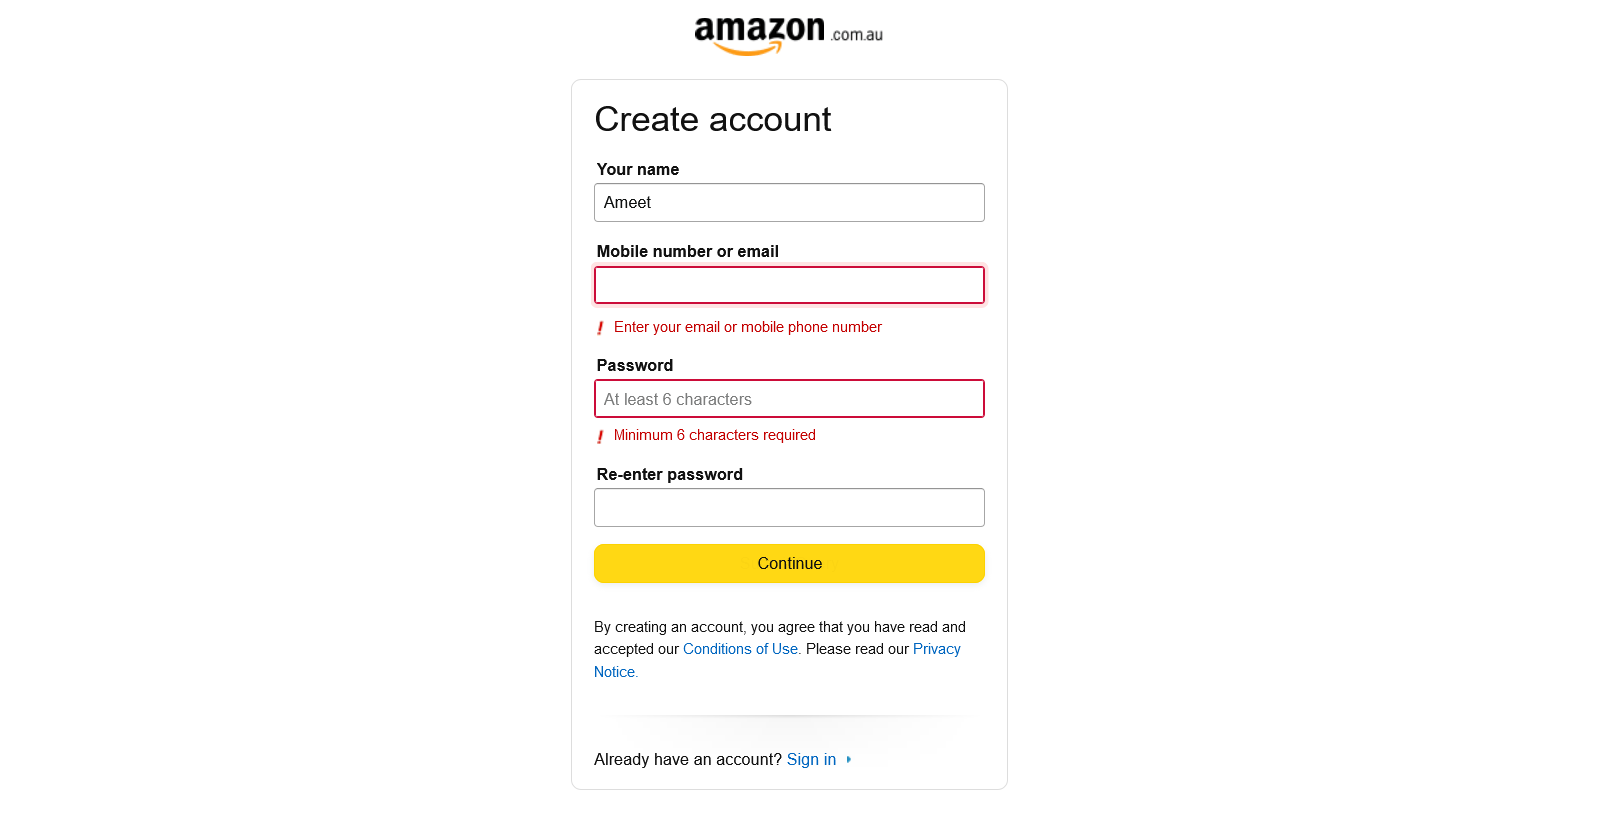 amazon.com.au
Create account
Your name
Ameet
Mobile number or email
! Enter your email or mobile phone number
Password
At least 6 characters
! Minimum 6 characters required
Re-enter password
Continue
By creating an account, you agree that you have read and
accepted our Conditions of Use. Please read our Privacy
Notice.
Already have an account? Sign in